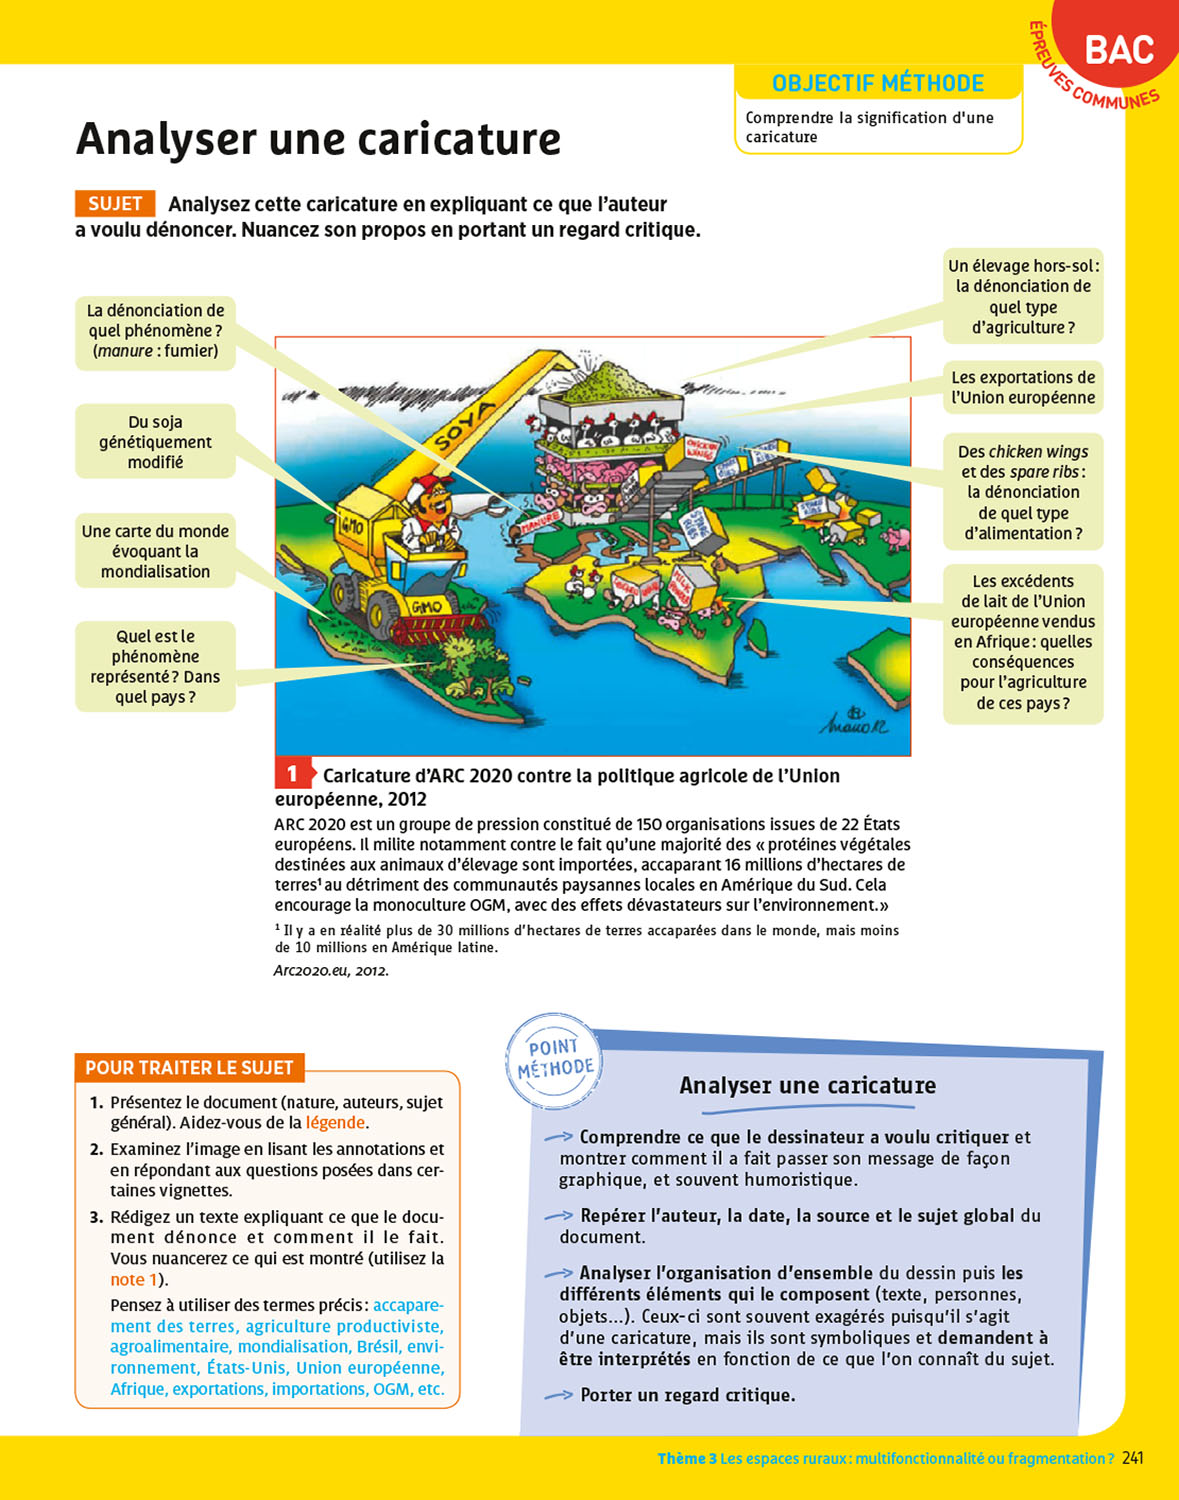 ÉPREUVES COMMUNES
BAC
OBJECTIF MÉTHODE
Comprendre la signification d'une
caricature
Analyser une caricature
SUJET Analysez cette caricature en expliquant ce que l'auteur
a voulu dénoncer. Nuancez son propos en portant un regard critique.
La dénonciation de
quel phénomène ?
(manure : fumier)
Du soja
génétiquement
modifié
Une carte du monde
évoquant la
mondialisation
Quel est le
phénomène
représenté ? Dans
quel pays ?
SOYA
GMO
GMO
MANURE
CHICKEN
WINGS
SPARE
RIBS
MILK
POWDER
Un élevage hors-sol :
la dénonciation de
quel type
d'agriculture ?
Les exportations de
l'Union européenne
Des chicken wings
et des spare ribs :
la dénonciation
de quel type
d'alimentation ?
Les excédents
de lait de l'Union
européenne vendus
en Afrique : quelles
conséquences
pour l'agriculture
de ces pays ?
1 Caricature d'ARC 2020 contre la politique agricole de l'Union
européenne, 2012
ARC 2020 est un groupe de pression constitué de 150 organisations issues de 22 États
européens. Il milite notamment contre le fait qu'une majorité des « protéines végétales
destinées aux animaux d'élevage sont importées, accaparant 16 millions d'hectares de
terres¹ au détriment des communautés paysannes locales en Amérique du Sud. Cela
encourage la monoculture OGM, avec des effets dévastateurs sur l'environnement. »
¹ Il y a en réalité plus de 30 millions d'hectares de terres accaparées dans le monde, mais moins
de 10 millions en Amérique latine.
Arc2020.eu, 2012.
POUR TRAITER LE SUJET
1. Présentez le document (nature, auteurs, sujet
général). Aidez-vous de la légende.
2. Examinez l'image en lisant les annotations et
en répondant aux questions posées dans cer-
taines vignettes.
3. Rédigez un texte expliquant ce que le docu-
ment dénonce et comment il le fait.
Vous nuancerez ce qui est montré (utilisez la
note 1).
Pensez à utiliser des termes précis : accapare-
ment des terres, agriculture productiviste,
agroalimentaire, mondialisation, Brésil, envi-
ronnement, États-Unis, Union européenne,
Afrique, exportations, importations, OGM, etc.
POINT
MÉTHODE
Analyser une caricature
Comprendre ce que le dessinateur a voulu critiquer et
montrer comment il a fait passer son message de façon
graphique, et souvent humoristique.
Repérer l'auteur, la date, la source et le sujet global du
document.
Analyser l'organisation d'ensemble du dessin puis les
différents éléments qui le composent (texte, personnes,
objets...). Ceux-ci sont souvent exagérés puisqu'il s'agit
d'une caricature, mais ils sont symboliques et demandent à
être interprétés en fonction de ce que l'on connaît du sujet.
Porter un regard critique.
Thème 3 Les espaces ruraux : multifonctionnalité ou fragmentation ? 241